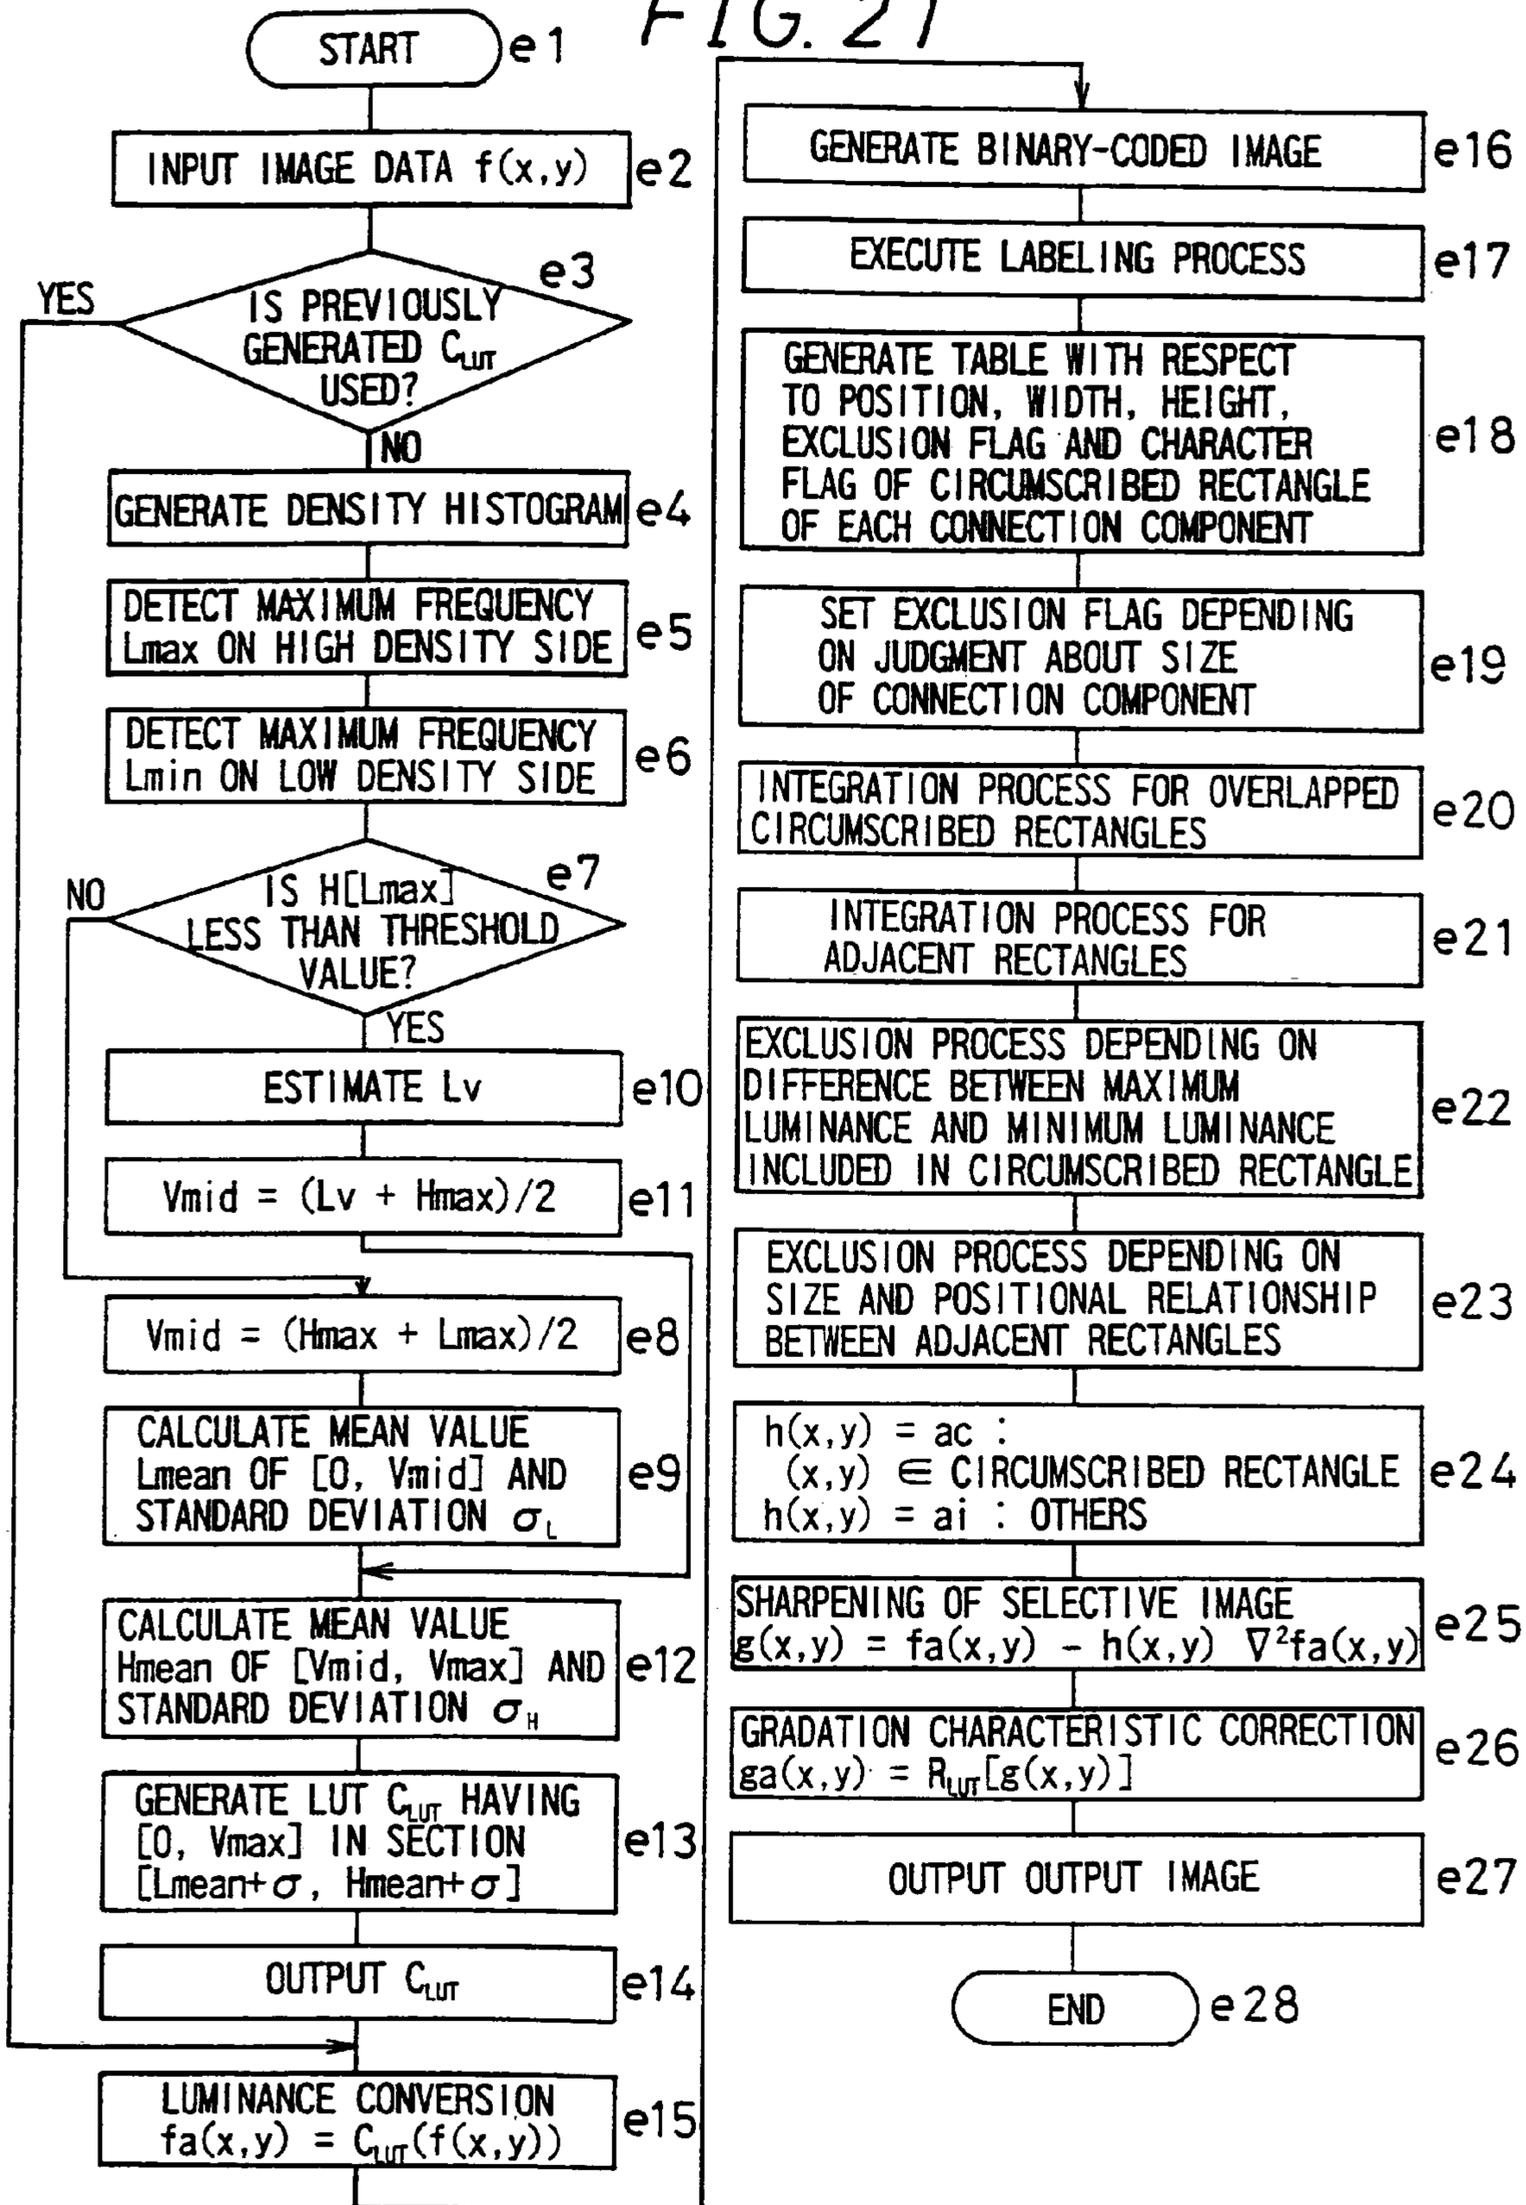 FIG. 21
START e1
INPUT IMAGE DATA f(x,y) e2
e3
YES
IS PREVIOUSLY
GENERATED C_LUT
USED?
NO
GENERATE DENSITY HISTOGRAM e4
DETECT MAXIMUM FREQUENCY
Lmax ON HIGH DENSITY SIDE e5
DETECT MAXIMUM FREQUENCY
Lmin ON LOW DENSITY SIDE e6
e7
NO
IS H[Lmax]
LESS THAN THRESHOLD
VALUE?
YES
ESTIMATE Lv e10
Vmid = (Lv + Hmax)/2 e11
Vmid = (Hmax + Lmax)/2 e8
CALCULATE MEAN VALUE
Lmean OF [0, Vmid] AND e9
STANDARD DEVIATION σ_L
CALCULATE MEAN VALUE
Hmean OF [Vmid, Vmax] AND e12
STANDARD DEVIATION σ_H
GENERATE LUT C_LUT HAVING
[0, Vmax] IN SECTION e13
[Lmean+σ, Hmean+σ]
OUTPUT C_LUT e14
LUMINANCE CONVERSION
fa(x,y) = C_LUT(f(x,y)) e15
GENERATE BINARY-CODED IMAGE e16
EXECUTE LABELING PROCESS e17
GENERATE TABLE WITH RESPECT
TO POSITION, WIDTH, HEIGHT,
EXCLUSION FLAG AND CHARACTER e18
FLAG OF CIRCUMSCRIBED RECTANGLE
OF EACH CONNECTION COMPONENT
SET EXCLUSION FLAG DEPENDING
ON JUDGMENT ABOUT SIZE e19
OF CONNECTION COMPONENT
INTEGRATION PROCESS FOR OVERLAPPED
CIRCUMSCRIBED RECTANGLES e20
INTEGRATION PROCESS FOR
ADJACENT RECTANGLES e21
EXCLUSION PROCESS DEPENDING ON
DIFFERENCE BETWEEN MAXIMUM
LUMINANCE AND MINIMUM LUMINANCE e22
INCLUDED IN CIRCUMSCRIBED RECTANGLE
EXCLUSION PROCESS DEPENDING ON
SIZE AND POSITIONAL RELATIONSHIP e23
BETWEEN ADJACENT RECTANGLES
h(x,y) = ac :
(x,y) ∈ CIRCUMSCRIBED RECTANGLE e24
h(x,y) = ai : OTHERS
SHARPENING OF SELECTIVE IMAGE
g(x,y) = fa(x,y) - h(x,y) ∇²fa(x,y) e25
GRADATION CHARACTERISTIC CORRECTION
ga(x,y) = R_LUT[g(x,y)] e26
OUTPUT OUTPUT IMAGE e27
END e28